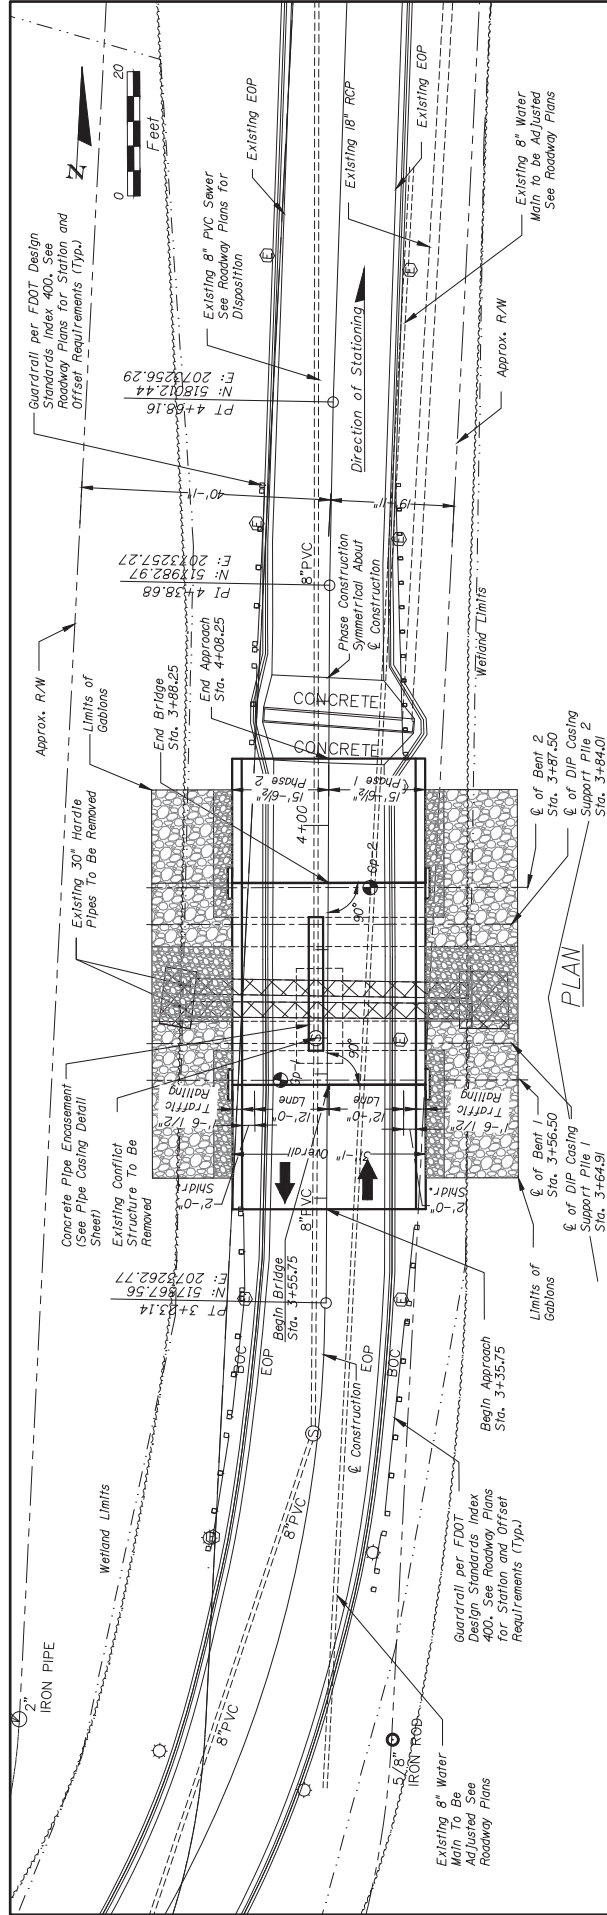 Z
0
20
Feet
Guardrail per FDOT Design
Standards Index 400. See
Roadway Plans for Station and
Offset Requirements (Typ.)
Existing EOP
Existing 8" PVC Sewer
See Roadway Plans for
Disposition
Existing 18" RCP
Existing EOP
Existing 8" Water
Main to be Adjusted
See Roadway Plans
Direction of Stationing
Approx. R/W
PT 4+68.16
N: 518012.44
E: 2073256.29
40'-1"
19'-11"
PI 4+38.68
N: 517982.97
E: 2073257.27
8"PVC
Phase Construction
Symmetrical About
℄ Construction
Wetland Limits
Approx. R/W
End Approach
Sta. 4+08.25
End Bridge
Sta. 3+88.25
Limits of
Gabions
Existing 30" Hardie
Pipes To Be Removed
CONCRETE
CONCRETE
15'-6½"
Phase 2
15'-6½"
Phase 1
4+00
Gp-2
90°
90°
Gp-1
S
E
℄ of Bent 2
Sta. 3+87.50
℄ of DIP Casing
Support Pile 2
Sta. 3+84.01
PLAN
Concrete Pipe Encasement
(See Pipe Casing Detail
Sheet)
Existing Conflict
Structure To Be
Removed
1'-6 1/2"
Traffic
Railing
12'-0"
Lane
12'-0"
Lane
1'-6 1/2"
Traffic
Railing
31'-1" Overall
2'-0"
Shldr.
2'-0"
Shldr.
8"PVC
℄ of Bent 1
Sta. 3+56.50
℄ of DIP Casing
Support Pile 1
Sta. 3+64.91
Limits of
Gabions
PT 3+23.14
N: 517867.56
E: 2073262.77
Begin Bridge
Sta. 3+55.75
Begin Approach
Sta. 3+35.75
BOC
EOP
℄ Construction
EOP
BOC
S
8"PVC
Wetland Limits
Guardrail per FDOT
Design Standards Index
400. See Roadway Plans
for Station and Offset
Requirements (Typ.)
8"PVC
2"
IRON PIPE
5/8"
IRON ROD
Existing 8" Water
Main To Be
Adjusted See
Roadway Plans